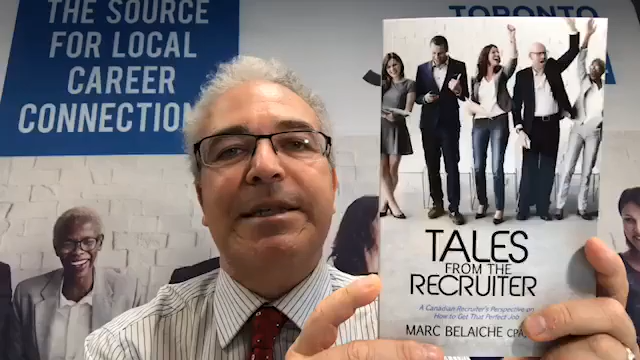 THE SOURCE
FOR LOCAL
CAREER
CONNECTION
TORONTO
TALES
FROM THE
RECRUITER
A Canadian Recruiter's Perspective on
How to Get That Perfect Job
MARC BELAICHE CPA,